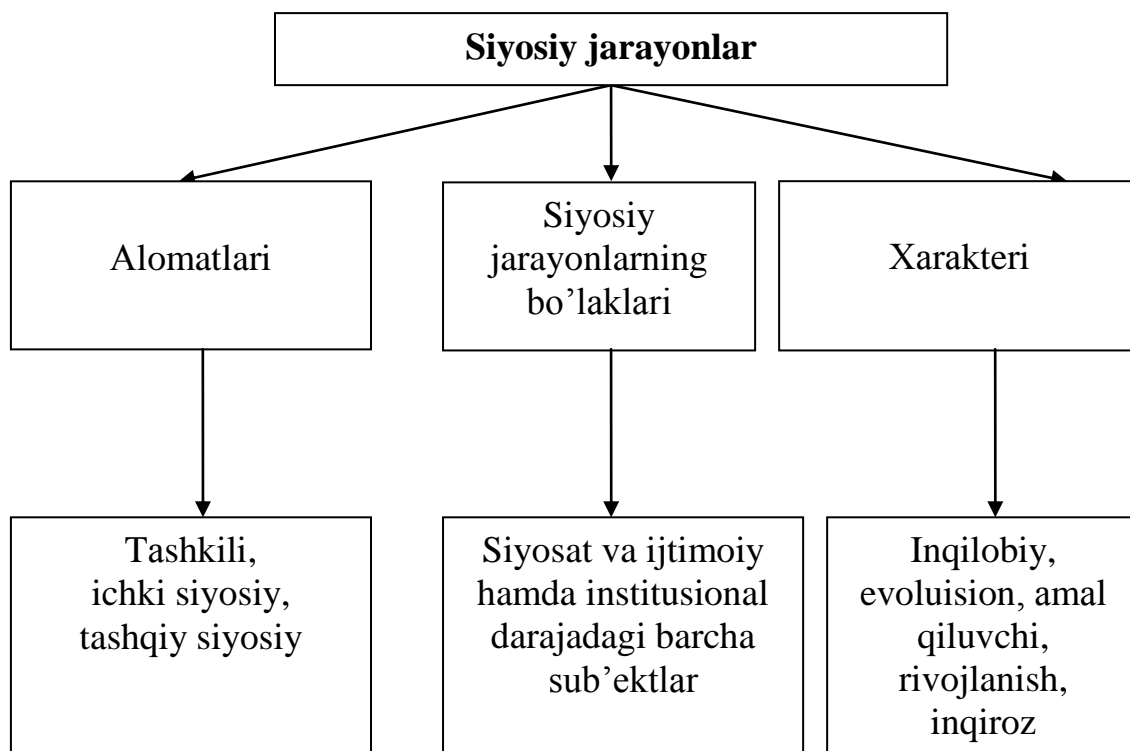 Siyosiy jarayonlar
Alomatlari
Siyosiy
jarayonlarning
bo’laklari
Xarakteri
Tashkili,
ichki siyosiy,
tashqiy siyosiy
Siyosat va ijtimoiy
hamda institusional
darajadagi barcha
sub’ektlar
Inqilobiy,
evoluision, amal
qiluvchi,
rivojlanish,
inqiroz